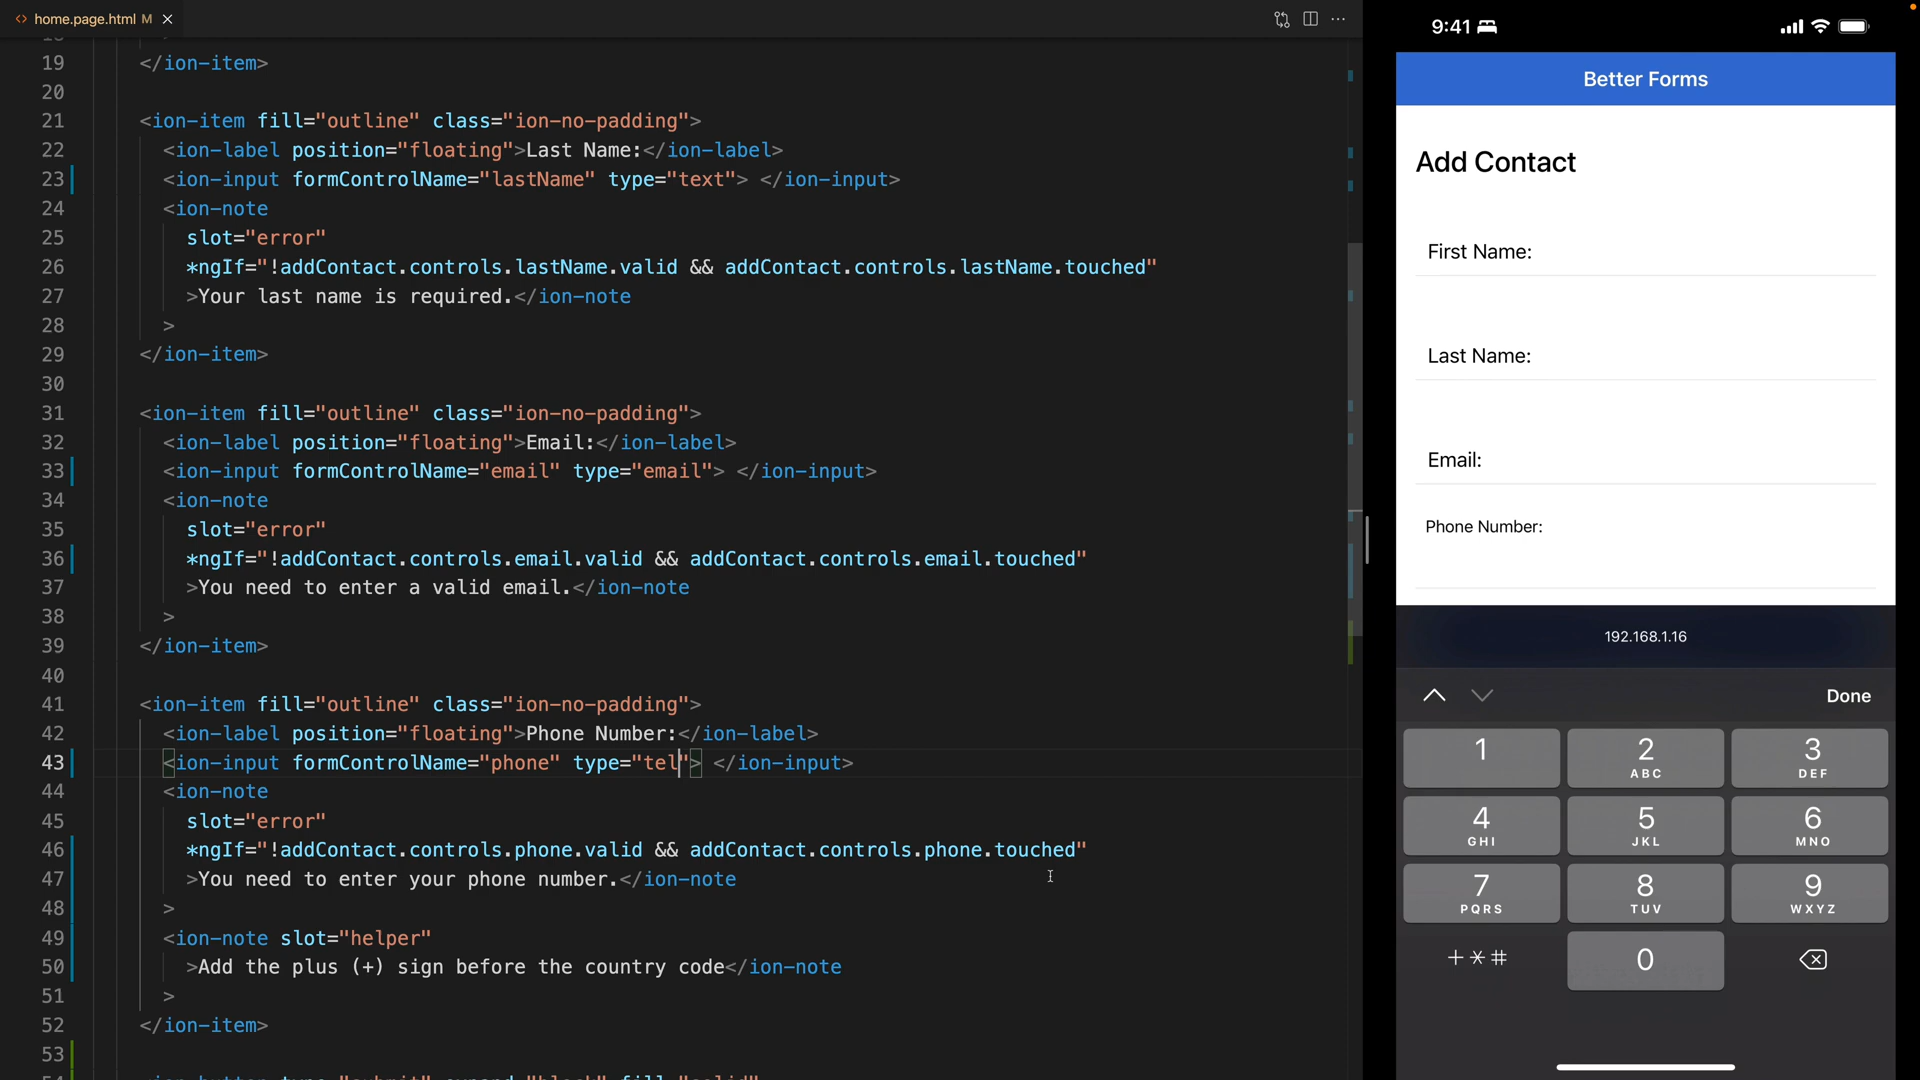 home.page.html M
19 </ion-item>
20
21 <ion-item fill="outline" class="ion-no-padding">
22 <ion-label position="floating">Last Name:</ion-label>
23 <ion-input formControlName="lastName" type="text"> </ion-input>
24 <ion-note
25 slot="error"
26 *ngIf="!addContact.controls.lastName.valid && addContact.controls.lastName.touched"
27 >Your last name is required.</ion-note
28 >
29 </ion-item>
30
31 <ion-item fill="outline" class="ion-no-padding">
32 <ion-label position="floating">Email:</ion-label>
33 <ion-input formControlName="email" type="email"> </ion-input>
34 <ion-note
35 slot="error"
36 *ngIf="!addContact.controls.email.valid && addContact.controls.email.touched"
37 >You need to enter a valid email.</ion-note
38 >
39 </ion-item>
40
41 <ion-item fill="outline" class="ion-no-padding">
42 <ion-label position="floating">Phone Number:</ion-label>
43 <ion-input formControlName="phone" type="tel"> </ion-input>
44 <ion-note
45 slot="error"
46 *ngIf="!addContact.controls.phone.valid && addContact.controls.phone.touched"
47 >You need to enter your phone number.</ion-note
48 >
49 <ion-note slot="helper"
50 >Add the plus (+) sign before the country code</ion-note
51 >
52 </ion-item>
53
9:41
Better Forms
Add Contact
First Name:
Last Name:
Email:
Phone Number:
192.168.1.16
Done
1
2 ABC
3 DEF
4 GHI
5 JKL
6 MNO
7 PQRS
8 TUV
9 WXYZ
+*#
0